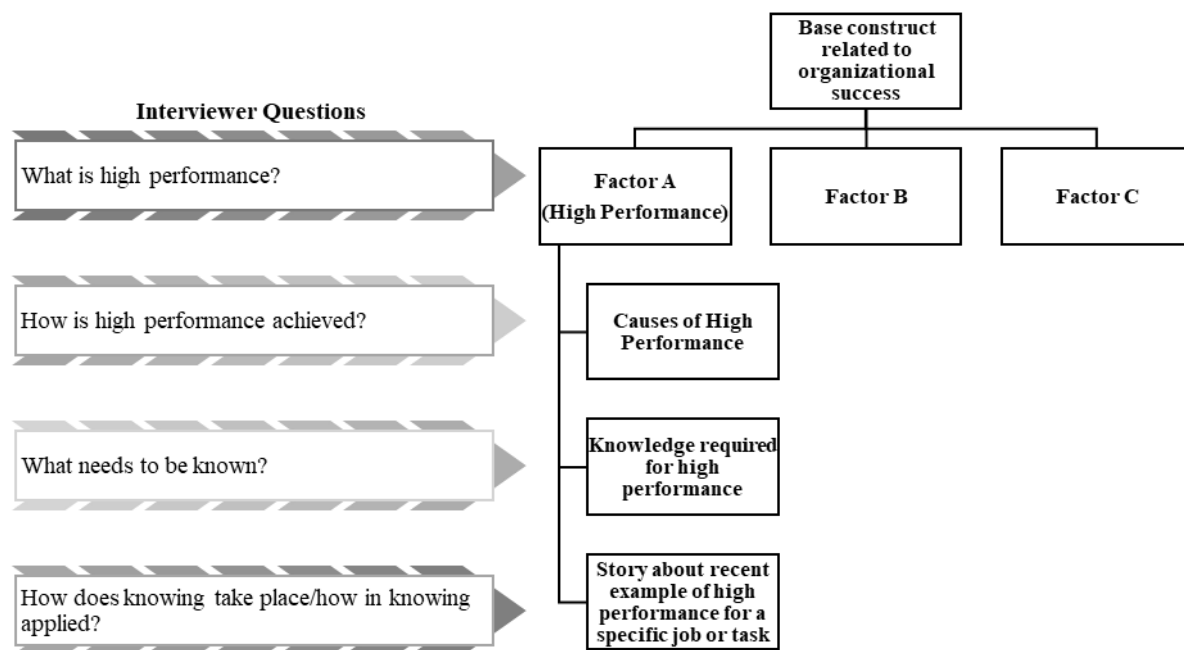 Base construct
related to
organizational
success
Interviewer Questions
What is high performance?
Factor A
(High Performance)
Factor B
Factor C
How is high performance achieved?
Causes of High
Performance
What needs to be known?
Knowledge required
for high
performance
How does knowing take place/how in knowing
applied?
Story about recent
example of high
performance for a
specific job or task